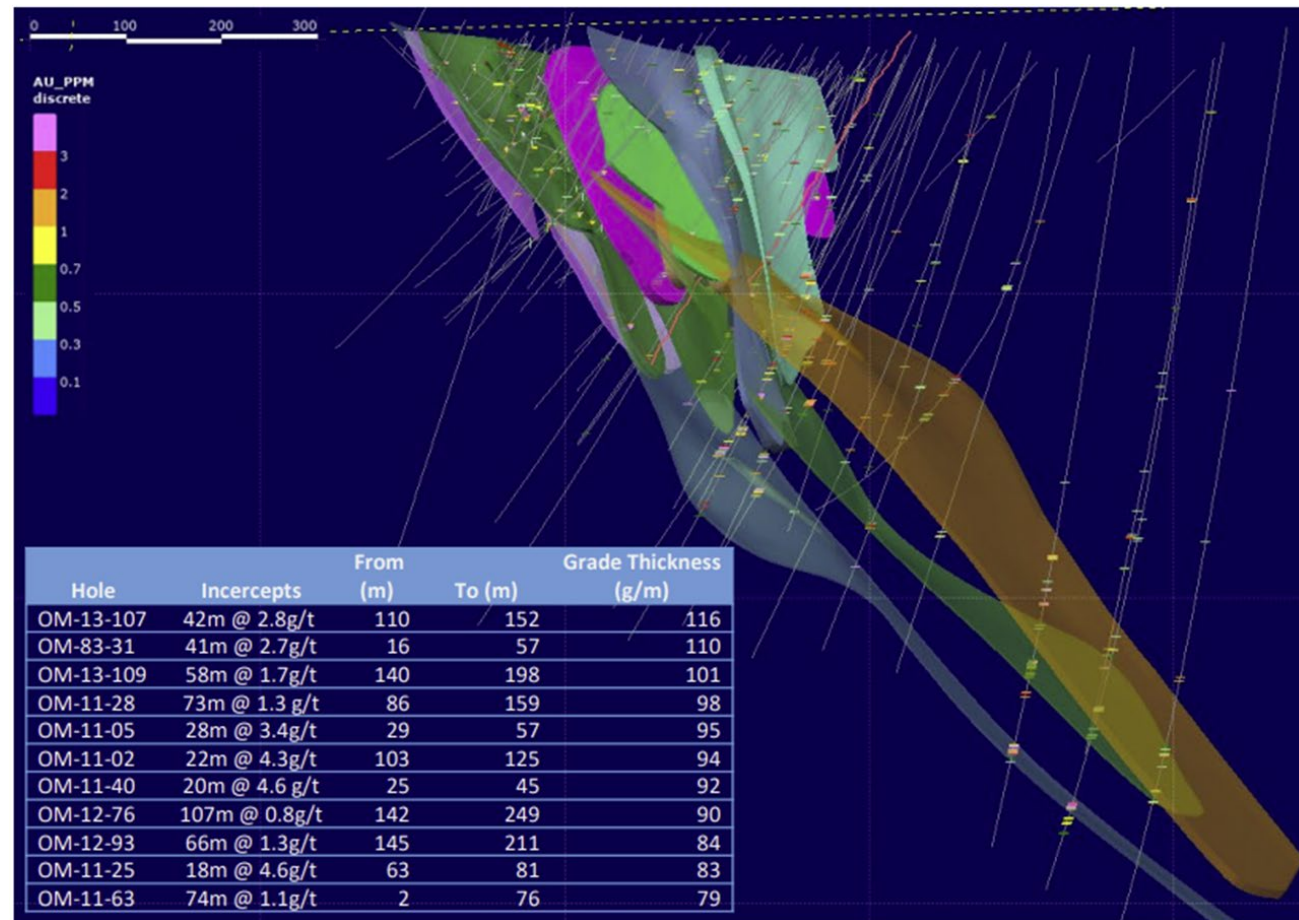 0 100 200 300
AU_PPM
discrete
3
2
1
0.7
0.5
0.3
0.1
From Grade Thickness
Hole Incercepts (m) To (m) (g/m)
OM-13-107 42m @ 2.8g/t 110 152 116
OM-83-31 41m @ 2.7g/t 16 57 110
OM-13-109 58m @ 1.7g/t 140 198 101
OM-11-28 73m @ 1.3 g/t 86 159 98
OM-11-05 28m @ 3.4g/t 29 57 95
OM-11-02 22m @ 4.3g/t 103 125 94
OM-11-40 20m @ 4.6 g/t 25 45 92
OM-12-76 107m @ 0.8g/t 142 249 90
OM-12-93 66m @ 1.3g/t 145 211 84
OM-11-25 18m @ 4.6g/t 63 81 83
OM-11-63 74m @ 1.1g/t 2 76 79